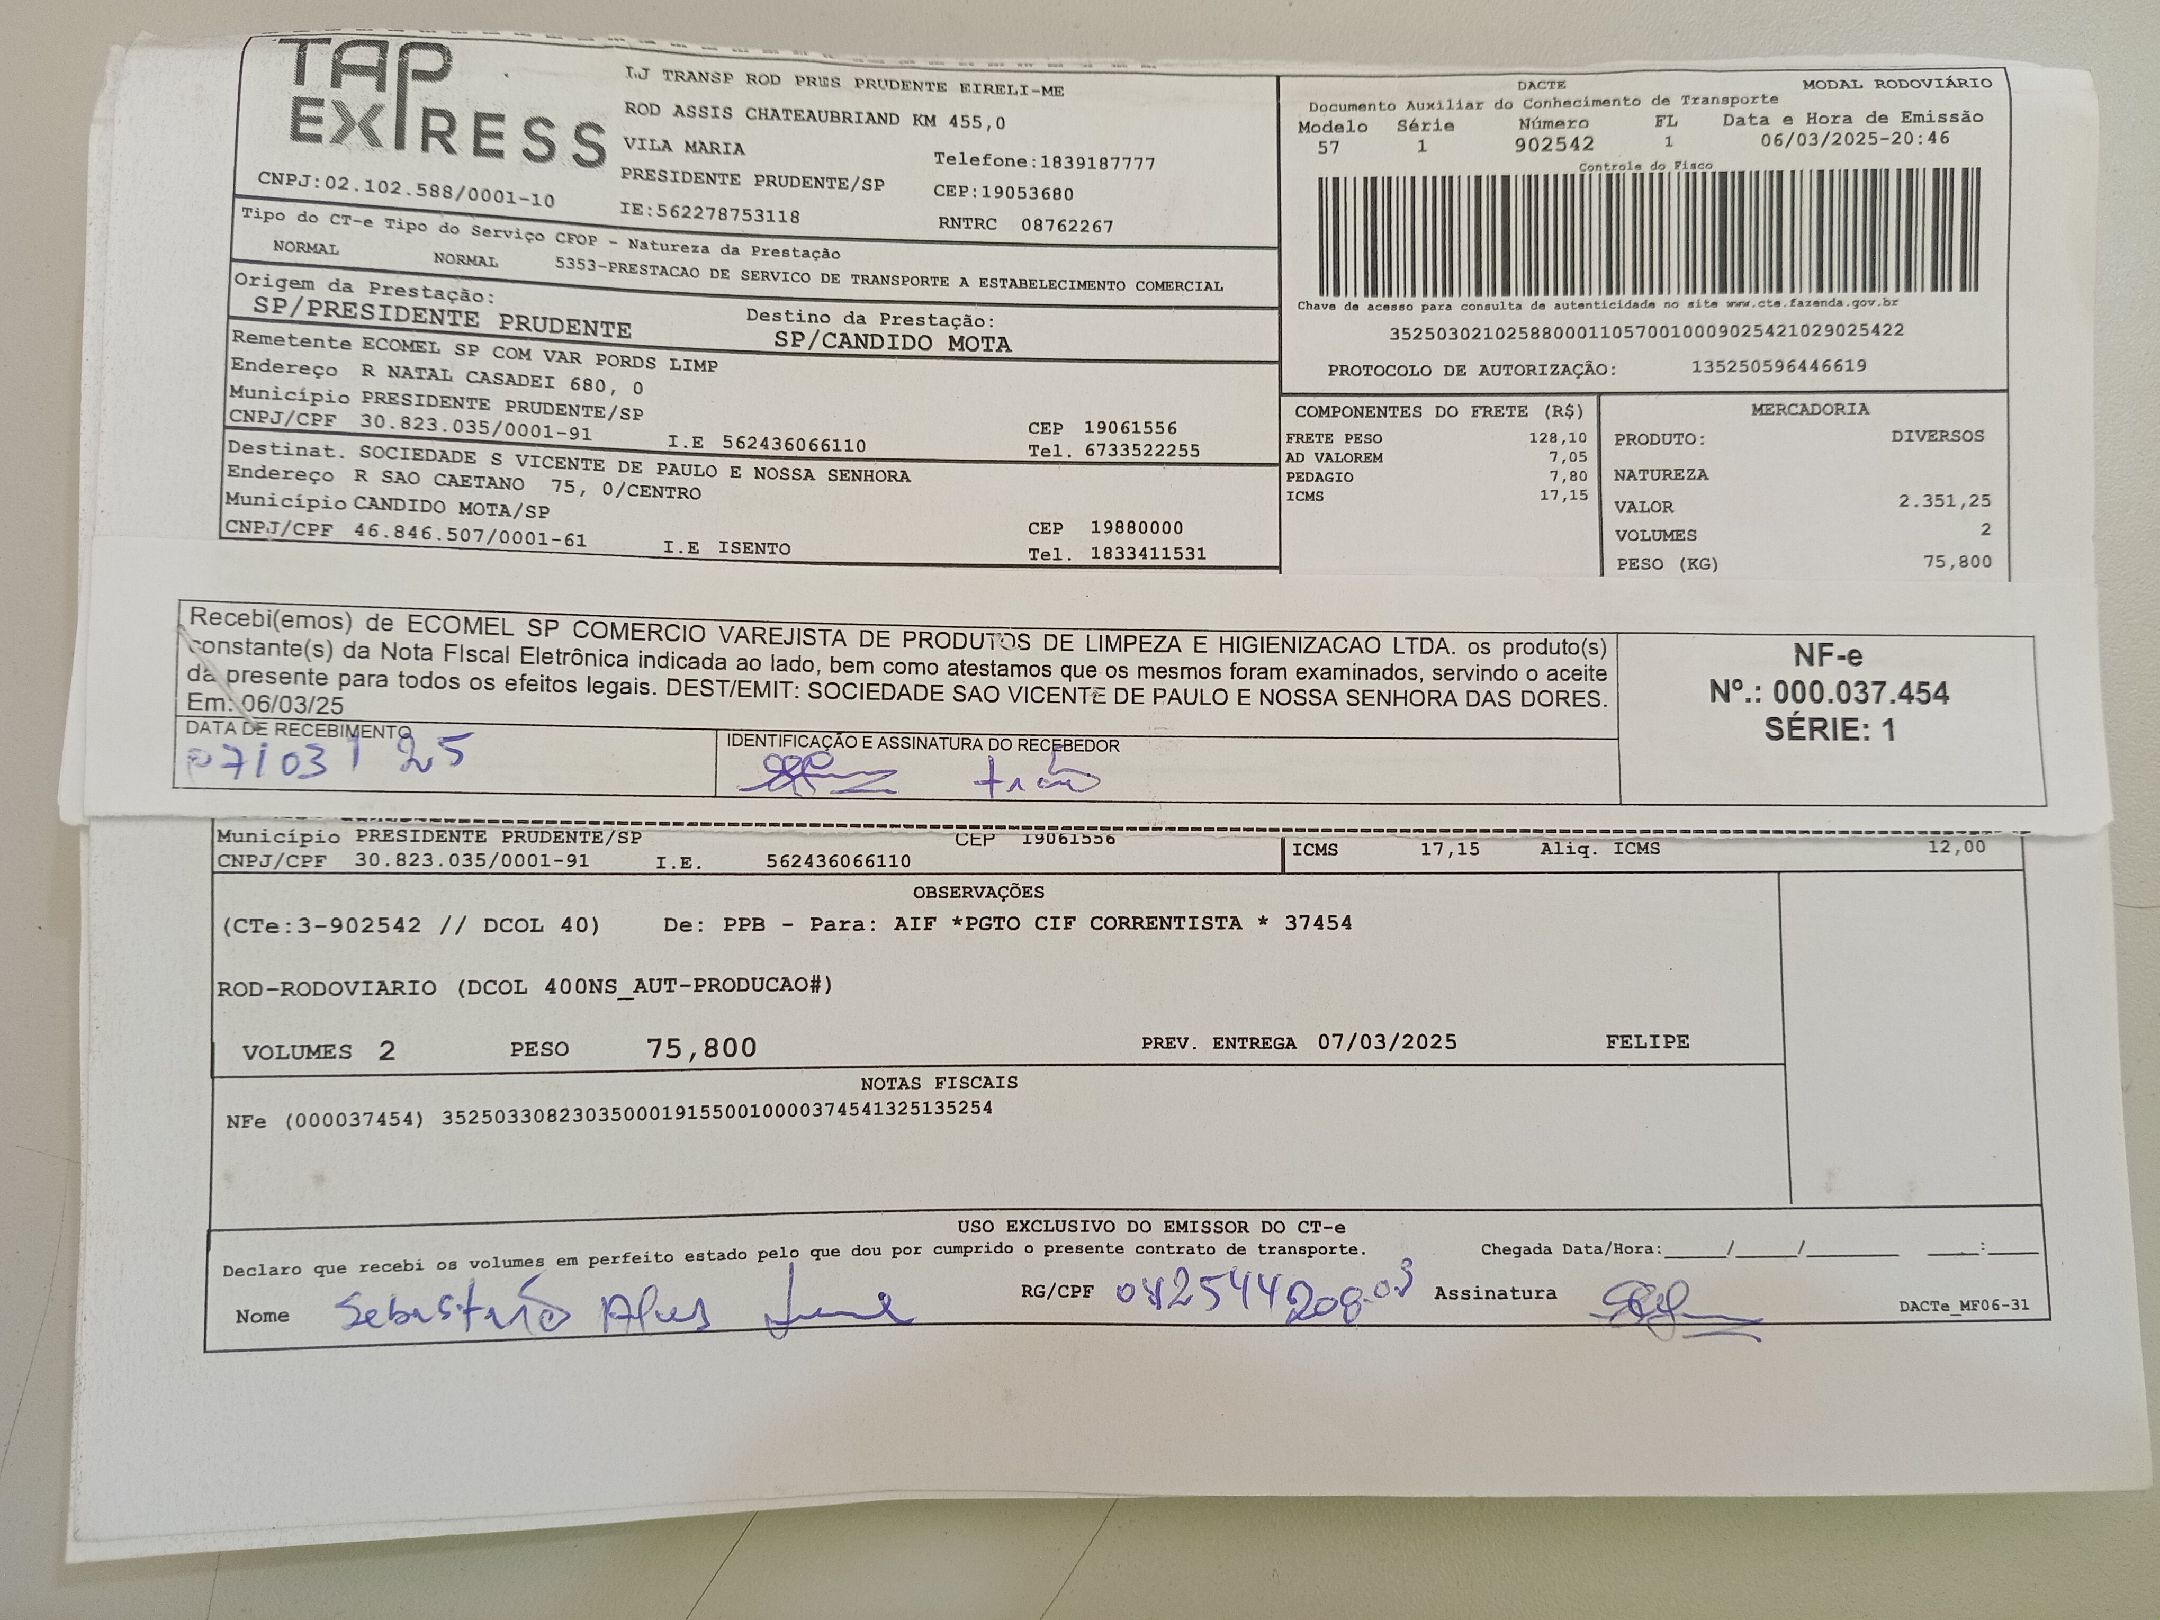 TAP EXPRESS
CNPJ:02.102.588/0001-10
LJ TRANSP ROD PRES PRUDENTE EIRELI-ME
ROD ASSIS CHATEAUBRIAND KM 455,0
VILA MARIA Telefone:1839187777
PRESIDENTE PRUDENTE/SP CEP:19053680
IE:562278753118 RNTRC 08762267
DACTE MODAL RODOVIÁRIO
Documento Auxiliar do Conhecimento de Transporte
Modelo Série Número FL Data e Hora de Emissão
57 1 902542 1 06/03/2025-20:46
Controle do Fisco
Chave de acesso para consulta de autenticidade no site www.cte.fazenda.gov.br
35250302102588000110570010009025421029025422
PROTOCOLO DE AUTORIZAÇÃO: 135250596446619
Tipo do CT-e Tipo do Serviço CFOP - Natureza da Prestação
NORMAL NORMAL 5353-PRESTACAO DE SERVICO DE TRANSPORTE A ESTABELECIMENTO COMERCIAL
Origem da Prestação: Destino da Prestação:
SP/PRESIDENTE PRUDENTE SP/CANDIDO MOTA
Remetente ECOMEL SP COM VAR PORDS LIMP
Endereço R NATAL CASADEI 680, 0
Município PRESIDENTE PRUDENTE/SP CEP 19061556
CNPJ/CPF 30.823.035/0001-91 I.E 562436066110 Tel. 6733522255
Destinat. SOCIEDADE S VICENTE DE PAULO E NOSSA SENHORA
Endereço R SAO CAETANO 75, 0/CENTRO
Município CANDIDO MOTA/SP CEP 19880000
CNPJ/CPF 46.846.507/0001-61 I.E ISENTO Tel. 1833411531
COMPONENTES DO FRETE (R$)
FRETE PESO 128,10
AD VALOREM 7,05
PEDAGIO 7,80
ICMS 17,15
MERCADORIA
PRODUTO: DIVERSOS
NATUREZA
VALOR 2.351,25
VOLUMES 2
PESO (KG) 75,800
Recebi(emos) de ECOMEL SP COMERCIO VAREJISTA DE PRODUTOS DE LIMPEZA E HIGIENIZACAO LTDA. os produto(s)
constante(s) da Nota FIscal Eletrônica indicada ao lado, bem como atestamos que os mesmos foram examinados, servindo o aceite
da presente para todos os efeitos legais. DEST/EMIT: SOCIEDADE SAO VICENTE DE PAULO E NOSSA SENHORA DAS DORES.
Em: 06/03/25
DATA DE RECEBIMENTO
07/03/25
IDENTIFICAÇÃO E ASSINATURA DO RECEBEDOR
NF-e
Nº.: 000.037.454
SÉRIE: 1
Município PRESIDENTE PRUDENTE/SP CEP 19061556
CNPJ/CPF 30.823.035/0001-91 I.E. 562436066110
ICMS 17,15 Aliq. ICMS 12,00
OBSERVAÇÕES
(CTe:3-902542 // DCOL 40) De: PPB - Para: AIF *PGTO CIF CORRENTISTA * 37454
ROD-RODOVIARIO (DCOL 400NS_AUT-PRODUCAO#)
VOLUMES 2 PESO 75,800 PREV. ENTREGA 07/03/2025 FELIPE
NOTAS FISCAIS
NFe (000037454) 35250330823035000191550010000374541325135254
USO EXCLUSIVO DO EMISSOR DO CT-e
Declaro que recebi os volumes em perfeito estado pelo que dou por cumprido o presente contrato de transporte. Chegada Data/Hora:____/____/______ ___:____
Nome Sebastião Alves RG/CPF Assinatura
DACTe_MF06-31